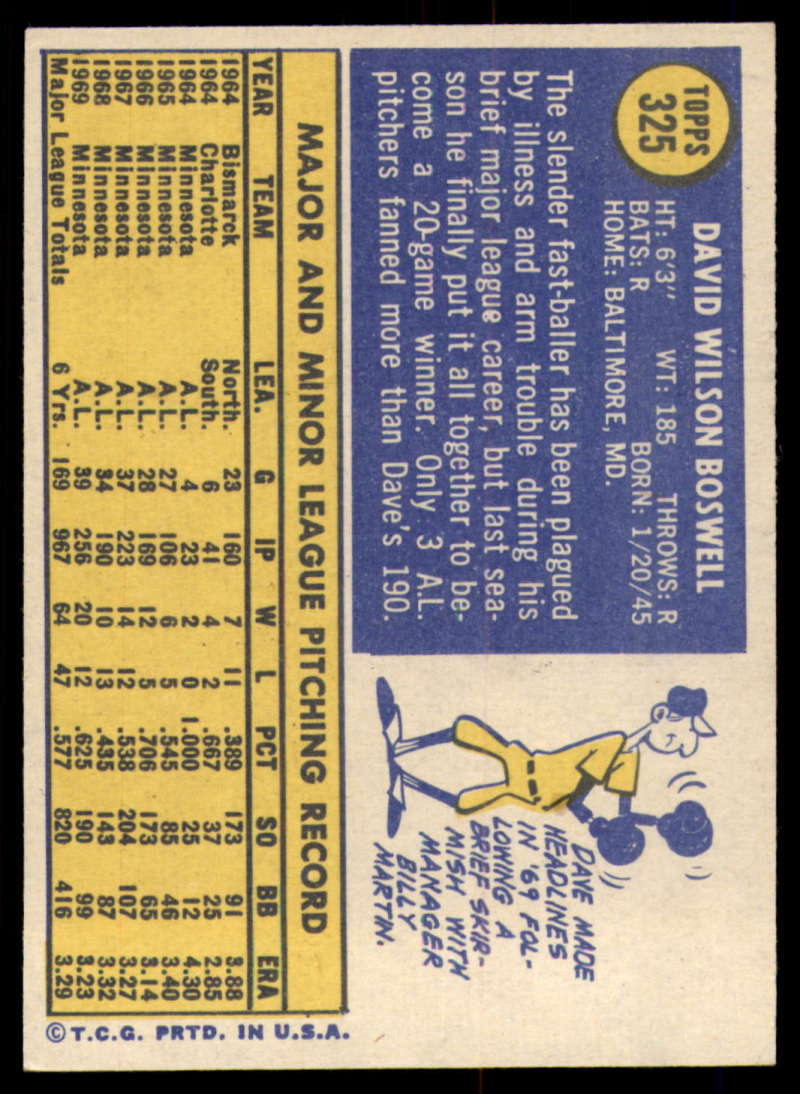 TOPPS
325
DAVID WILSON BOSWELL
HT: 6'3" WT: 185 THROWS: R
BATS: R BORN: 1/20/45
HOME: BALTIMORE, MD.
The slender fast-baller has been plagued
by illness and arm trouble during his
brief major league career, but last sea-
son he finally put it all together to be-
come a 20-game winner. Only 3 A.L.
pitchers fanned more than Dave's 190.
DAVE MADE
HEADLINES
IN '69 FOL-
LOWING A
BRIEF SKIR-
MISH WITH
MANAGER
BILLY
MARTIN.
MAJOR AND MINOR LEAGUE PITCHING RECORD
YEAR TEAM LEA. G IP W L PCT SO BB ERA
1964 Bismarck North. 23 160 7 11 .389 173 91 3.88
1964 Charlotte South. 6 41 4 2 .667 37 25 2.85
1964 Minnesota A.L. 4 23 2 0 1.000 25 12 4.30
1965 Minnesota A.L. 27 106 6 5 .545 85 46 3.40
1966 Minnesota A.L. 28 169 12 5 .706 173 65 3.14
1967 Minnesota A.L. 37 223 14 12 .538 204 107 3.27
1968 Minnesota A.L. 34 190 10 13 .435 143 87 3.32
1969 Minnesota A.L. 39 256 20 12 .625 190 99 3.23
Major League Totals 6 Yrs. 169 967 64 47 .577 820 416 3.29
© T.C.G. PRTD. IN U.S.A.